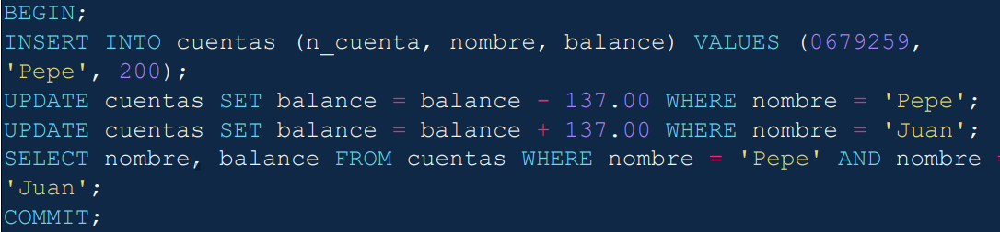 BEGIN;
INSERT INTO cuentas (n_cuenta, nombre, balance) VALUES (0679259,
'Pepe', 200);
UPDATE cuentas SET balance = balance - 137.00 WHERE nombre = 'Pepe';
UPDATE cuentas SET balance = balance + 137.00 WHERE nombre = 'Juan';
SELECT nombre, balance FROM cuentas WHERE nombre = 'Pepe' AND nombre =
'Juan';
COMMIT;